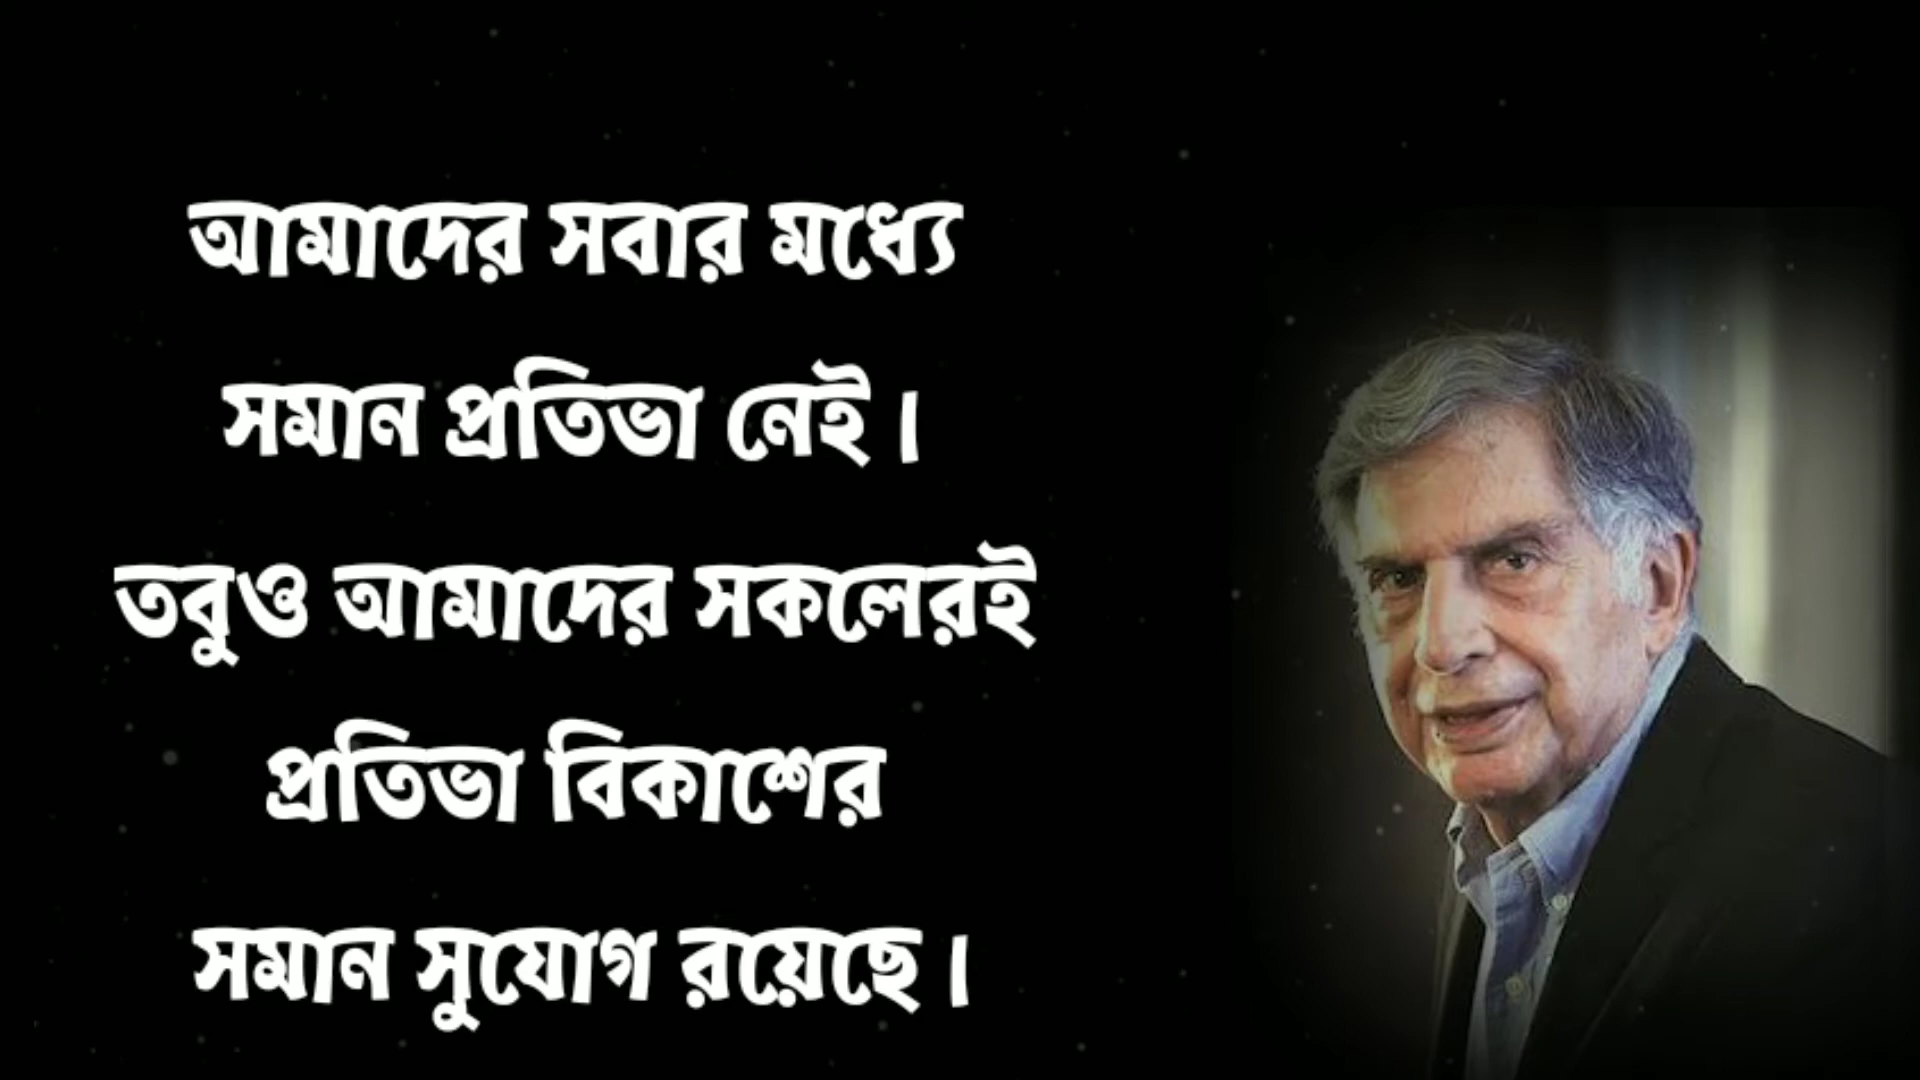 আমাদের সবার মধ্যে
সমান প্রতিভা নেই।
তবুও আমাদের সকলেরই
প্রতিভা বিকাশের
সমান সুযোগ রয়েছে।